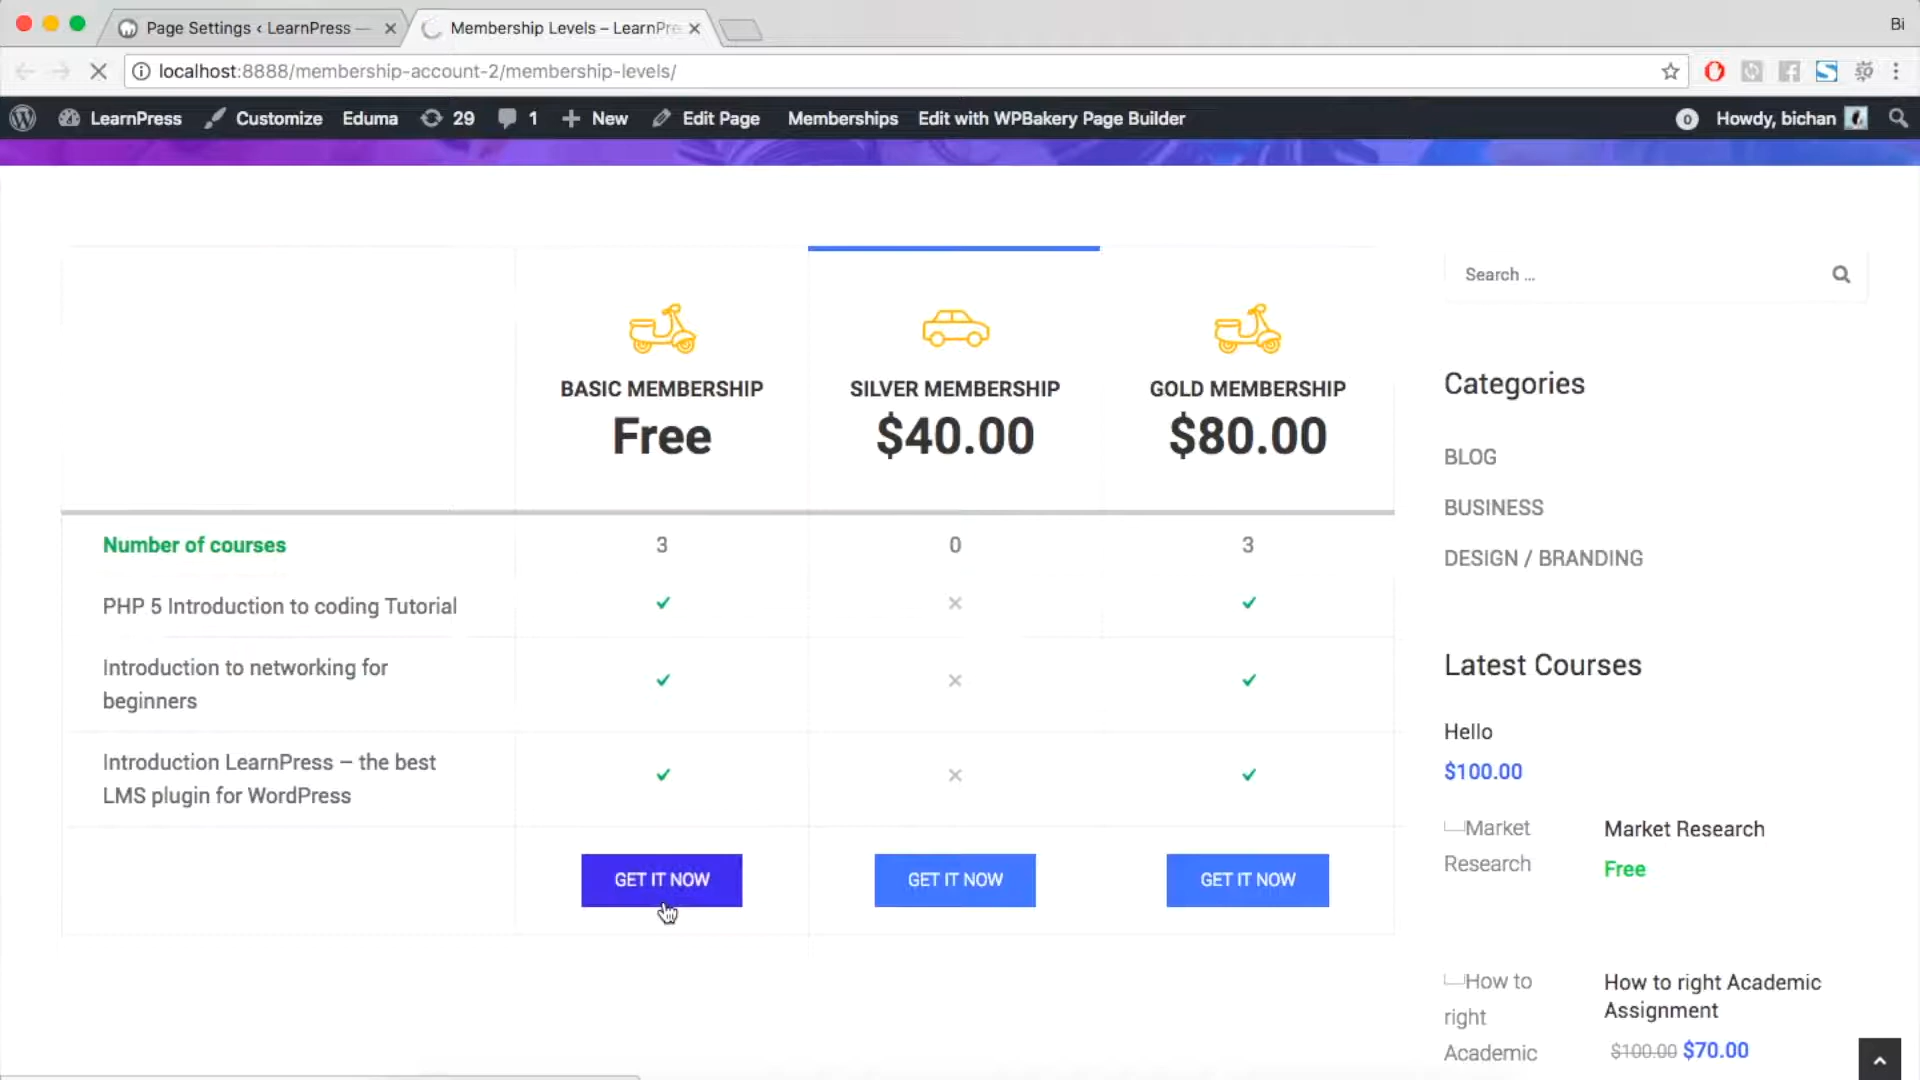 Page Settings ‹ LearnPress —
Membership Levels – LearnPre
Bi
localhost:8888/membership-account-2/membership-levels/
LearnPress Customize Eduma 29 1 New Edit Page Memberships Edit with WPBakery Page Builder 0 Howdy, bichan
BASIC MEMBERSHIP
Free
SILVER MEMBERSHIP
$40.00
GOLD MEMBERSHIP
$80.00
Number of courses 3 0 3
PHP 5 Introduction to coding Tutorial
Introduction to networking for
beginners
Introduction LearnPress – the best
LMS plugin for WordPress
GET IT NOW GET IT NOW GET IT NOW
Search ...
Categories
BLOG
BUSINESS
DESIGN / BRANDING
Latest Courses
Hello
$100.00
Market
Research
Market Research
Free
How to
right
Academic
How to right Academic
Assignment
$100.00 $70.00